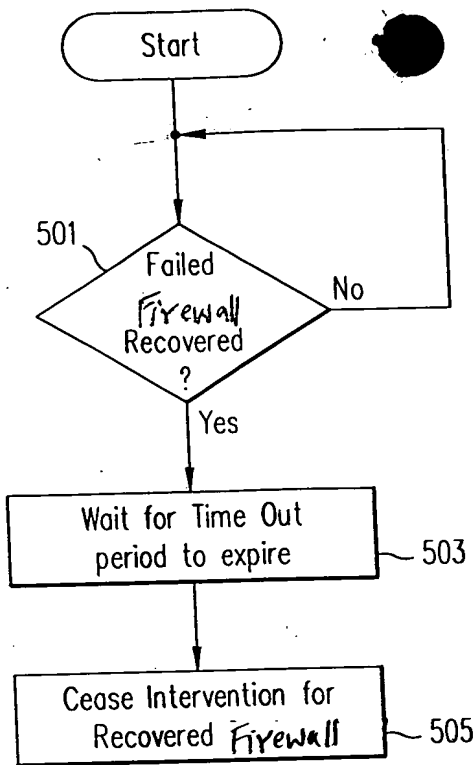 Start
501
Failed
Firewall
Recovered
?
No
Yes
Wait for Time Out
period to expire
503
Cease Intervention for
Recovered Firewall
505